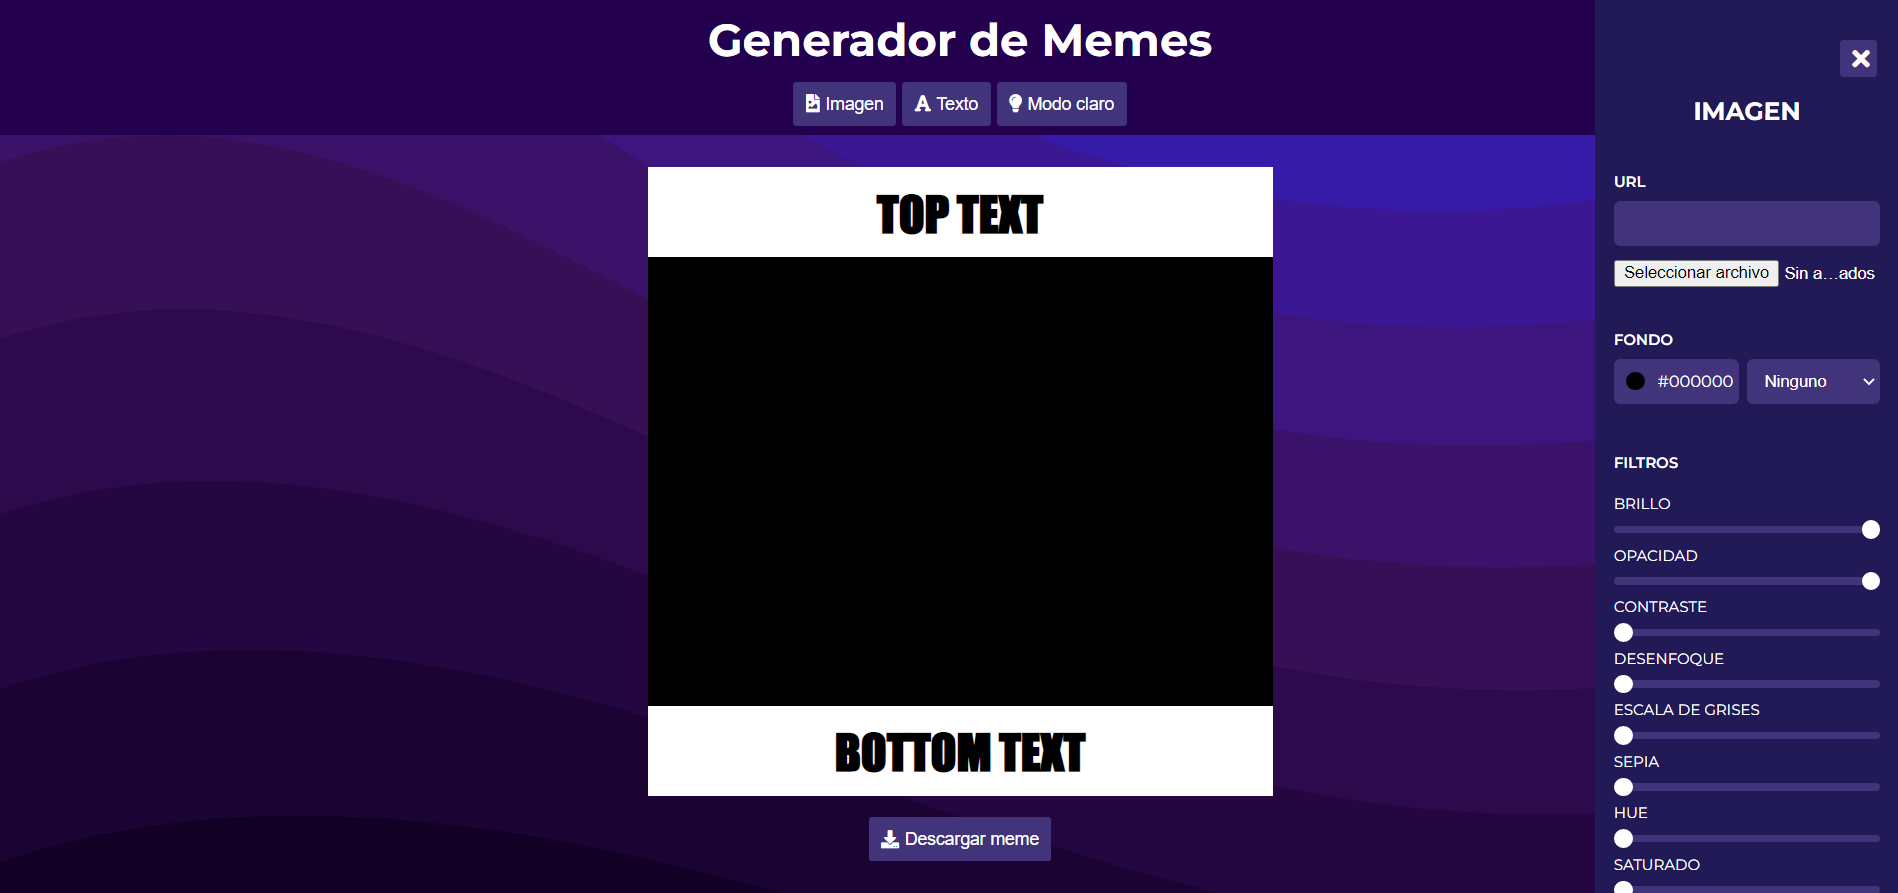 Generador de Memes
Imagen
Texto
Modo claro
TOP TEXT
BOTTOM TEXT
Descargar meme
IMAGEN
URL
Seleccionar archivo Sin a...ados
FONDO
#000000
Ninguno
FILTROS
BRILLO
OPACIDAD
CONTRASTE
DESENFOQUE
ESCALA DE GRISES
SEPIA
HUE
SATURADO